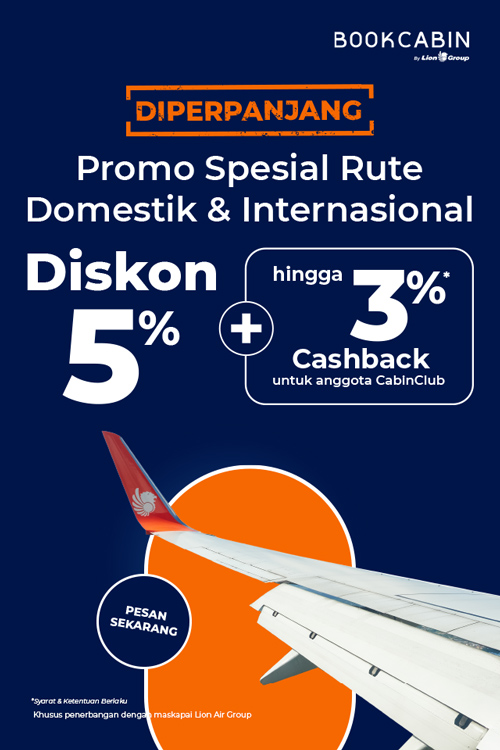 BOOKCABIN
By Lion Group
DIPERPANJANG
Promo Spesial Rute
Domestik & Internasional
Diskon
5%
+
hingga
3%*
Cashback
untuk anggota CabInClub
PESAN
SEKARANG
*Syarat & Ketentuan Berlaku
Khusus penerbangan dengan maskapai Lion Air Group